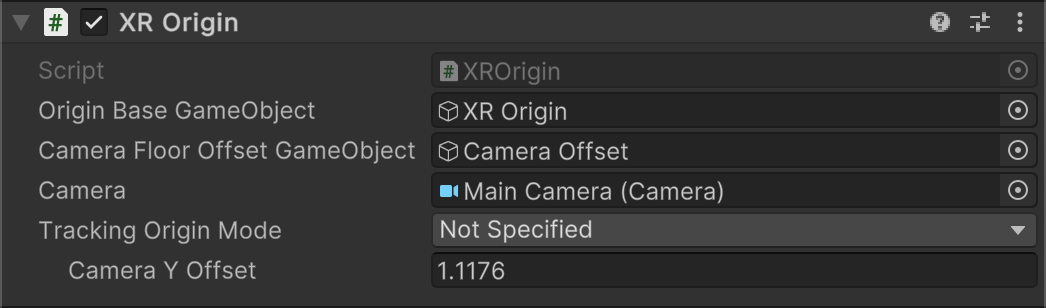 XR Origin
Script XROrigin
Origin Base GameObject XR Origin
Camera Floor Offset GameObject Camera Offset
Camera Main Camera (Camera)
Tracking Origin Mode Not Specified
Camera Y Offset 1.1176